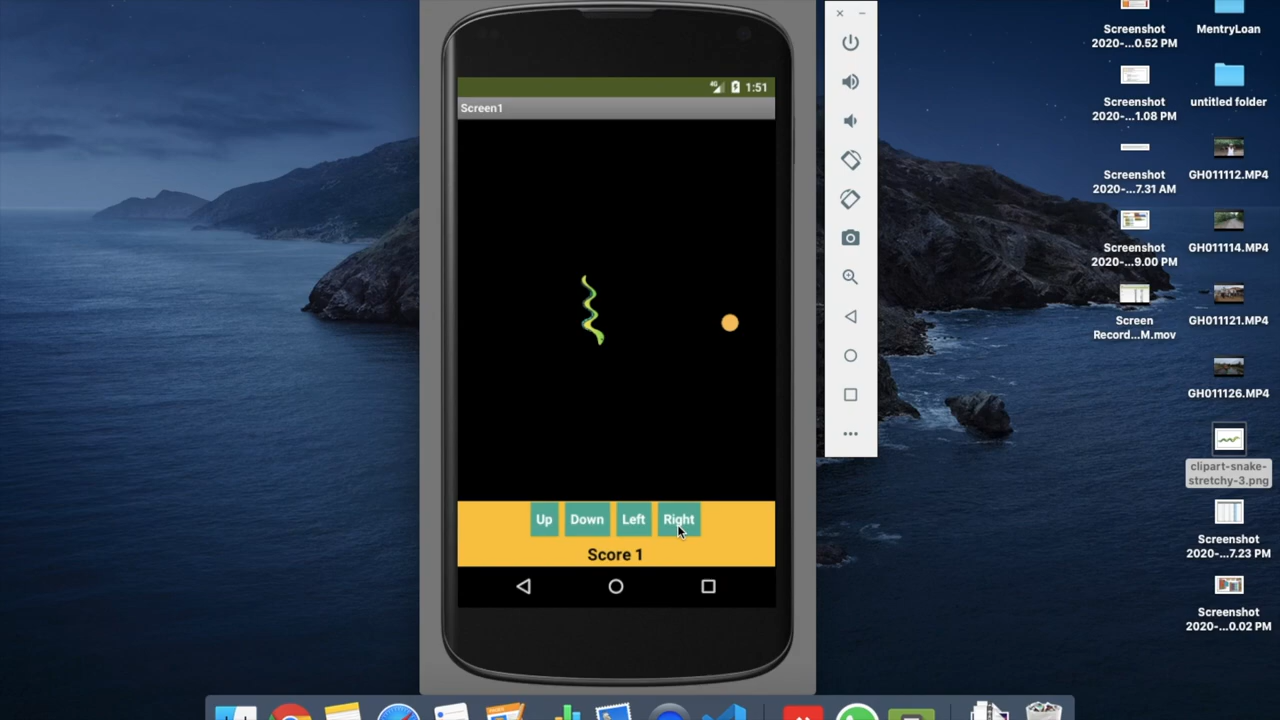 1:51
Screen1
Up Down Left Right
Score 1
Screenshot
2020-...0.52 PM
MentryLoan
Screenshot
2020-...1.08 PM
untitled folder
Screenshot
2020-...7.31 AM
GH011112.MP4
Screenshot
2020-...9.00 PM
GH011114.MP4
Screen
Record...M.mov
GH011121.MP4
GH011126.MP4
clipart-snake-
stretchy-3.png
Screenshot
2020-...7.23 PM
Screenshot
2020-...0.02 PM